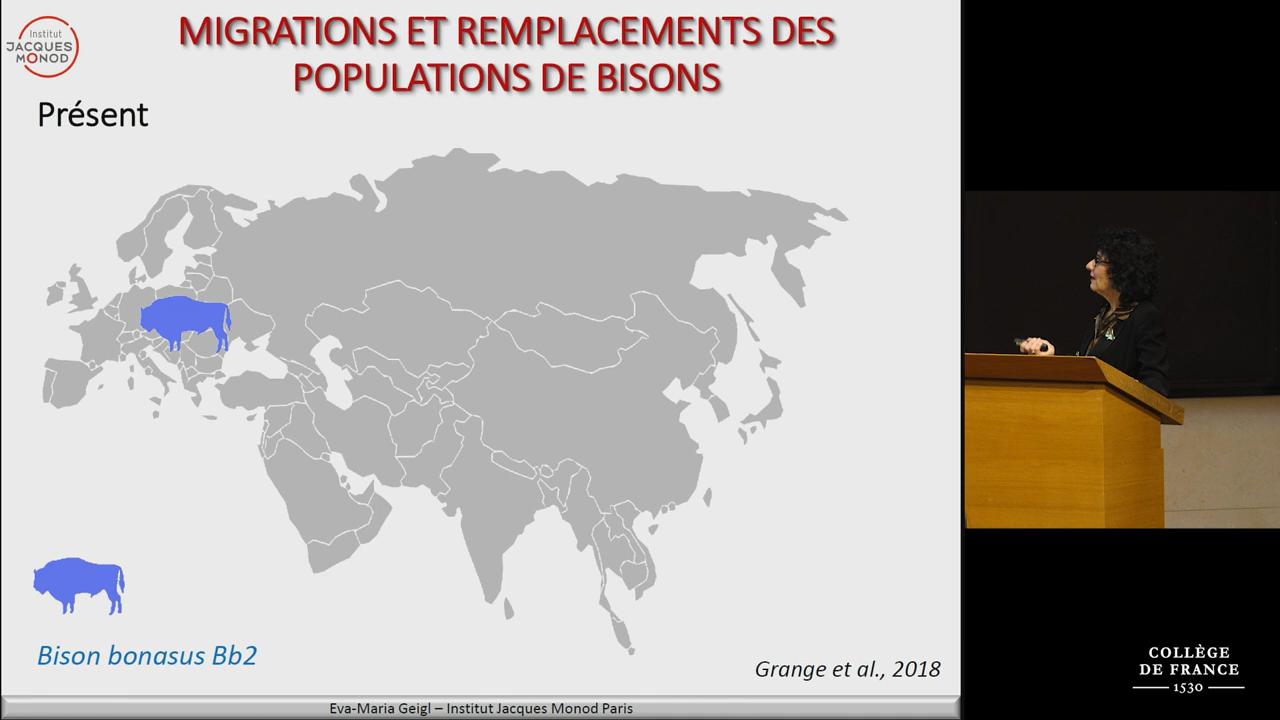 Institut
JACQUES
MONOD
MIGRATIONS ET REMPLACEMENTS DES
POPULATIONS DE BISONS
Présent
Bison bonasus Bb2
Grange et al., 2018
Eva-Maria Geigl – Institut Jacques Monod Paris
COLLÈGE
DE FRANCE
1530